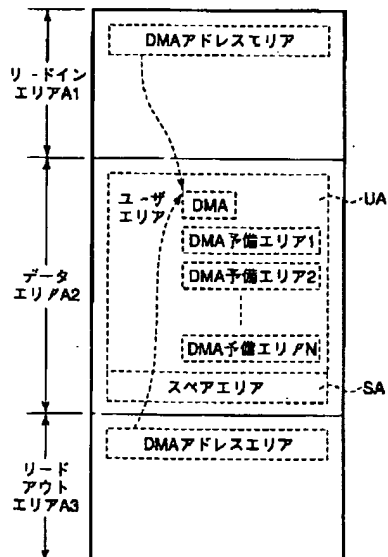 DMAアドレスエリア
リードイン
エリアA1
ユーザ
エリア
UA
DMA
DMA予備エリア1
DMA予備エリア2
データ
エリアA2
DMA予備エリアN
スペアエリア
SA
DMAアドレスエリア
リード
アウト
エリアA3